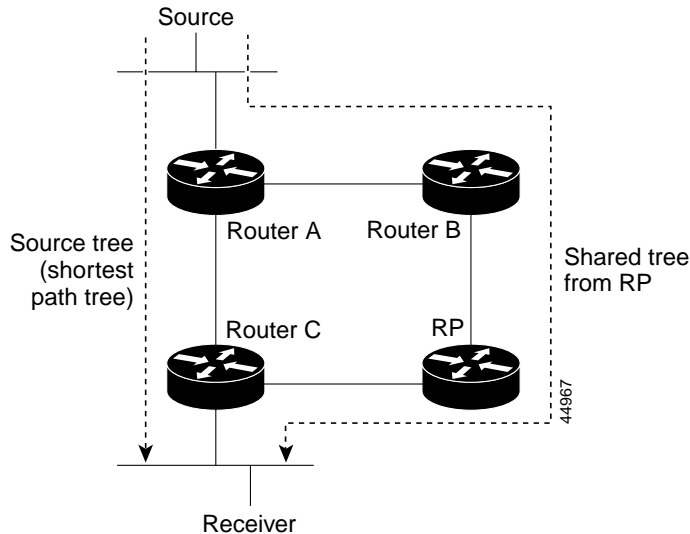 Source
Router A
Router B
Source tree
(shortest
path tree)
Shared tree
from RP
Router C
RP
44967
Receiver